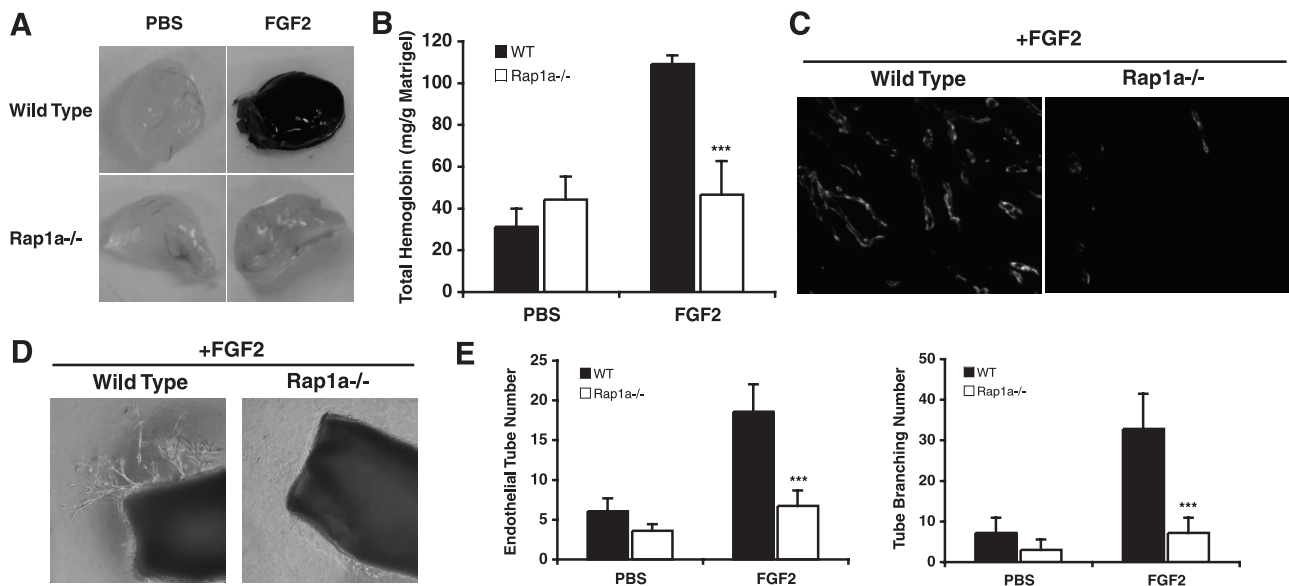 A
PBS
FGF2
Wild Type
Rap1a-/-
B
Total Hemoglobin (mg/g Matrigel)
120
100
80
60
40
20
0
WT
Rap1a-/-
***
PBS
FGF2
C
+FGF2
Wild Type
Rap1a-/-
D
+FGF2
Wild Type
Rap1a-/-
E
Endothelial Tube Number
25
20
15
10
5
0
WT
Rap1a-/-
***
PBS
FGF2
Tube Branching Number
50
40
30
20
10
0
WT
Rap1a-/-
***
PBS
FGF2